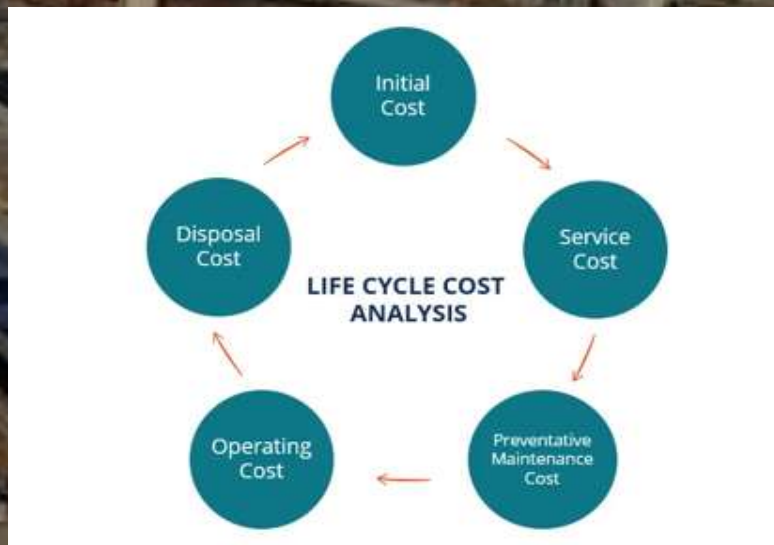 Initial
Cost
Service
Cost
Preventative
Maintenance
Cost
Operating
Cost
Disposal
Cost
LIFE CYCLE COST
ANALYSIS